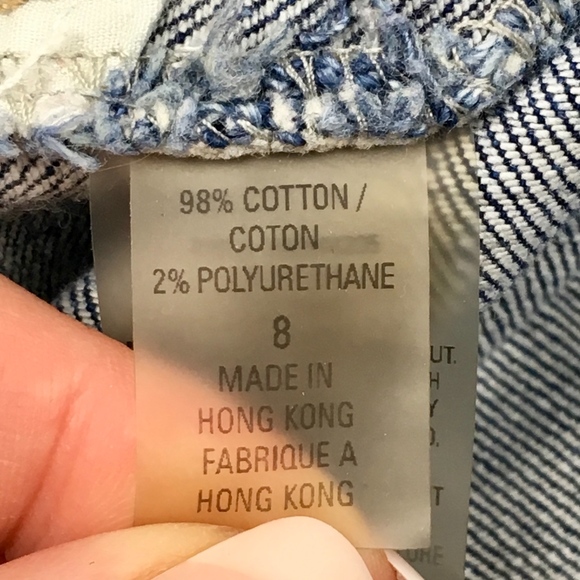 98% COTTON /
COTON
2% POLYURETHANE
8
MADE IN
HONG KONG
FABRIQUE A
HONG KONG